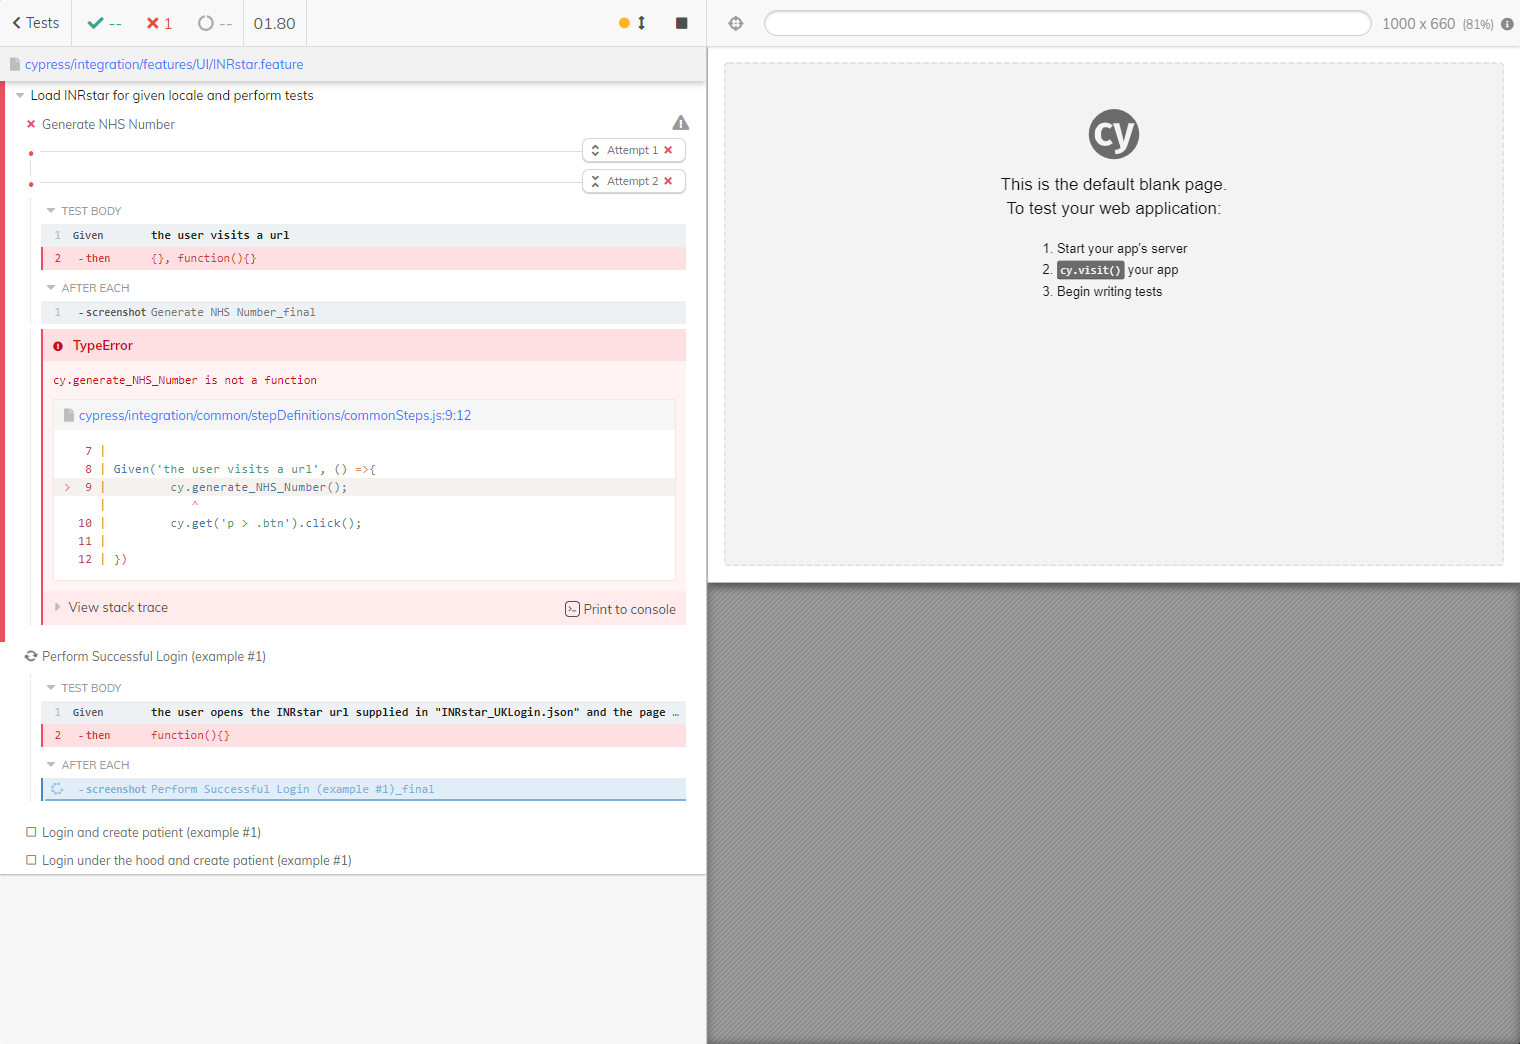 Tests -- 1 -- 01.80 1000 x 660 (81%)
cypress/integration/features/UI/INRstar.feature
Load INRstar for given locale and perform tests
Generate NHS Number
Attempt 1
Attempt 2
TEST BODY
1 Given the user visits a url
2 -then {}, function(){}
AFTER EACH
1 -screenshot Generate NHS Number_final
TypeError
cy.generate_NHS_Number is not a function
cypress/integration/common/stepDefinitions/commonSteps.js:9:12
7 |
8 | Given('the user visits a url', () =>{
> 9 | cy.generate_NHS_Number();
| ^
10 | cy.get('p > .btn').click();
11 |
12 | })
View stack trace Print to console
Perform Successful Login (example #1)
TEST BODY
1 Given the user opens the INRstar url supplied in "INRstar_UKLogin.json" and the page …
2 -then function(){}
AFTER EACH
-screenshot Perform Successful Login (example #1)_final
Login and create patient (example #1)
Login under the hood and create patient (example #1)
cy
This is the default blank page.
To test your web application:
1. Start your app's server
2. cy.visit() your app
3. Begin writing tests